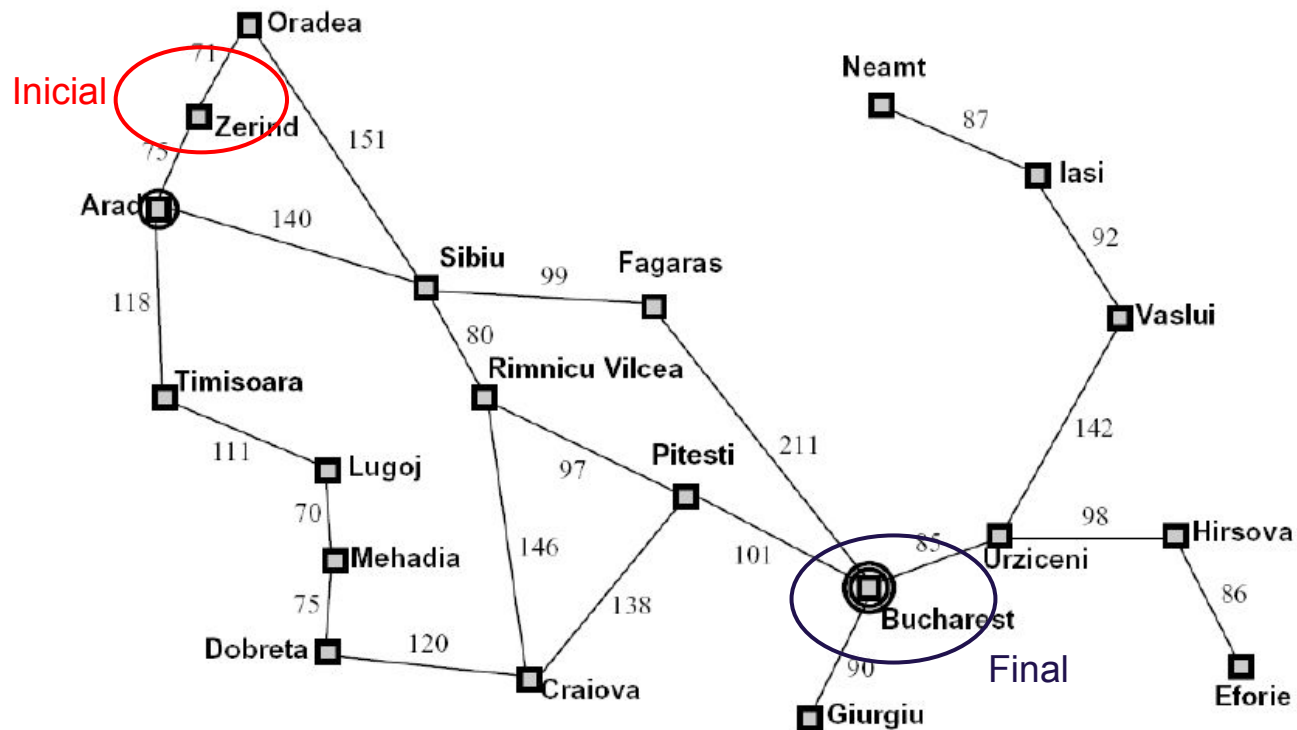 Oradea
71
Neamt
Inicial
87
Zerind
151
75
Iasi
Arad
140
92
Sibiu
99
Fagaras
118
Vaslui
80
Timisoara
Rimnicu Vilcea
142
111
Lugoj
97
Pitesti
211
70
98
Hirsova
146
85
Urziceni
Mehadia
101
75
138
86
Bucharest
Dobreta
120
90
Final
Craiova
Eforie
Giurgiu